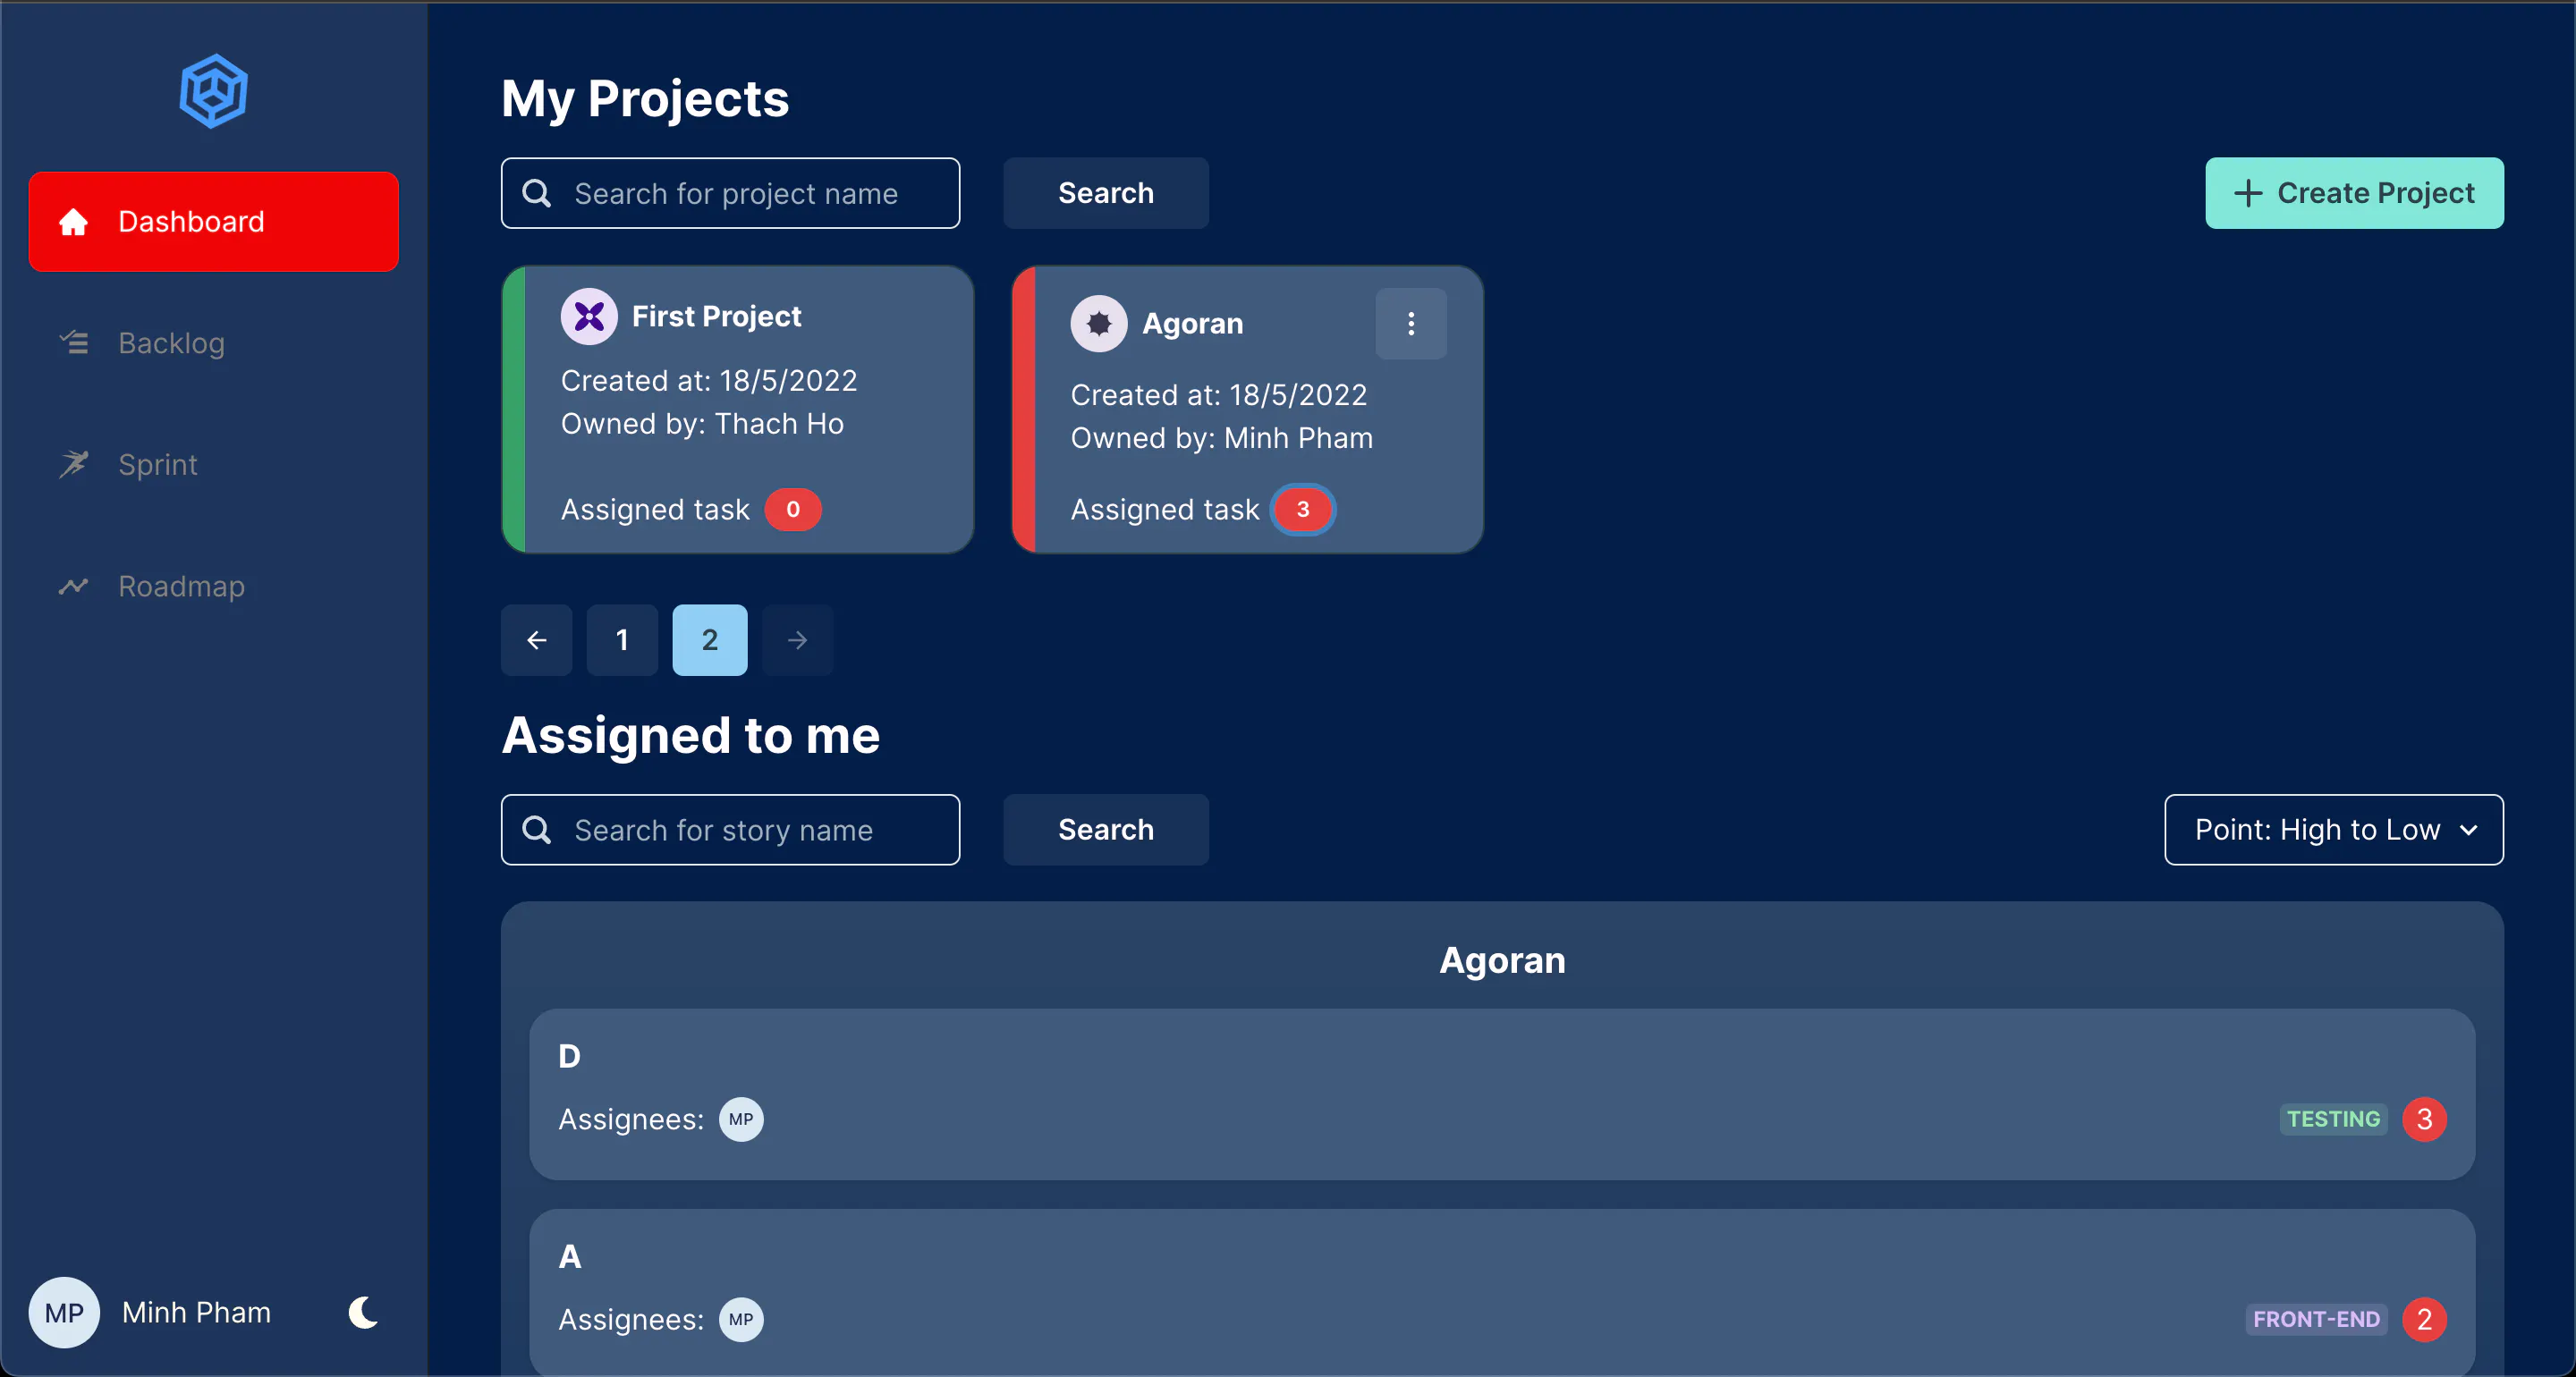 My Projects
Search for project name
Search
Create Project
Dashboard
Backlog
Sprint
Roadmap
First Project
Created at: 18/5/2022
Owned by: Thach Ho
Assigned task 0
Agoran
Created at: 18/5/2022
Owned by: Minh Pham
Assigned task 3
1
2
Assigned to me
Search for story name
Search
Point: High to Low
Agoran
D
Assignees: MP
TESTING 3
A
Assignees: MP
FRONT-END 2
MP Minh Pham